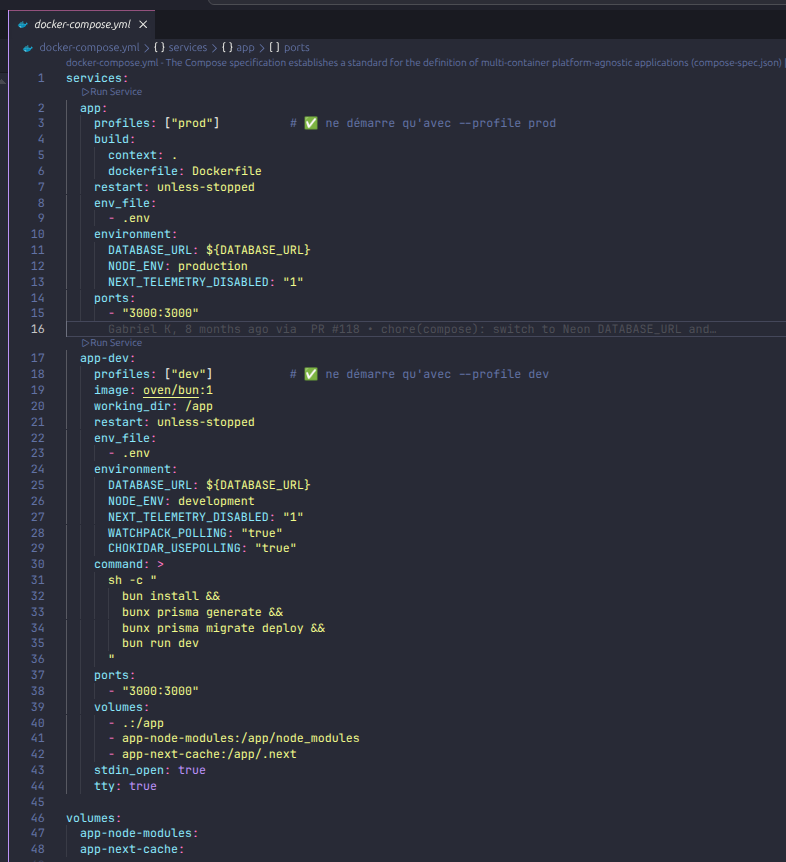 docker-compose.yml
docker-compose.yml > {} services > {} app > [] ports
docker-compose.yml - The Compose specification establishes a standard for the definition of multi-container platform-agnostic applications (compose-spec.json) |
1 services:
▷Run Service
2   app:
3     profiles: ["prod"]          # ✅ ne démarre qu'avec --profile prod
4     build:
5       context: .
6       dockerfile: Dockerfile
7     restart: unless-stopped
8     env_file:
9       - .env
10     environment:
11       DATABASE_URL: ${DATABASE_URL}
12       NODE_ENV: production
13       NEXT_TELEMETRY_DISABLED: "1"
14     ports:
15       - "3000:3000"
16       Gabriel K, 8 months ago via  PR #118 • chore(compose): switch to Neon DATABASE_URL and…
▷Run Service
17   app-dev:
18     profiles: ["dev"]           # ✅ ne démarre qu'avec --profile dev
19     image: oven/bun:1
20     working_dir: /app
21     restart: unless-stopped
22     env_file:
23       - .env
24     environment:
25       DATABASE_URL: ${DATABASE_URL}
26       NODE_ENV: development
27       NEXT_TELEMETRY_DISABLED: "1"
28       WATCHPACK_POLLING: "true"
29       CHOKIDAR_USEPOLLING: "true"
30     command: >
31       sh -c "
32         bun install &&
33         bunx prisma generate &&
34         bunx prisma migrate deploy &&
35         bun run dev
36       "
37     ports:
38       - "3000:3000"
39     volumes:
40       - .:/app
41       - app-node-modules:/app/node_modules
42       - app-next-cache:/app/.next
43     stdin_open: true
44     tty: true
45
46 volumes:
47   app-node-modules:
48   app-next-cache: